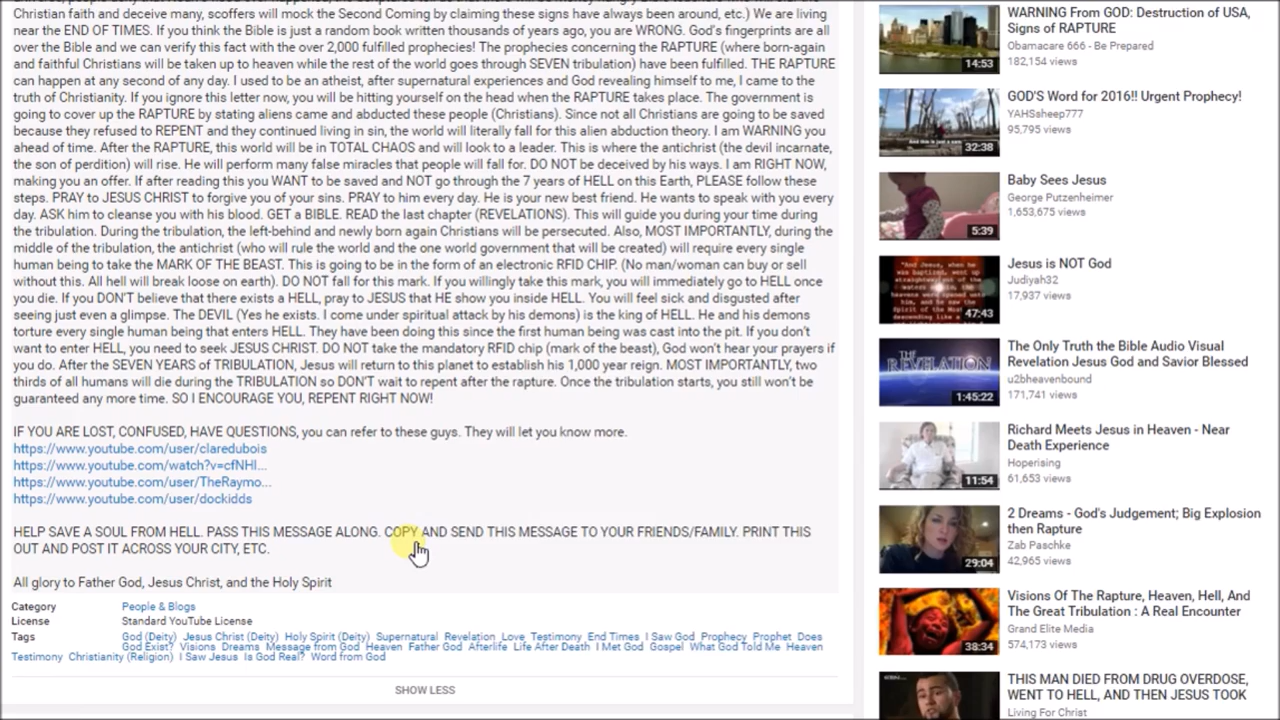 Christian faith and deceive many, scoffers will mock the Second Coming by claiming these signs have always been around, etc.) We are living
near the END OF TIMES. If you think the Bible is just a random book written thousands of years ago, you are WRONG. God's fingerprints are all
over the Bible and we can verify this fact with the over 2,000 fulfilled prophecies! The prophecies concerning the RAPTURE (where born-again
and faithful Christians will be taken up to heaven while the rest of the world goes through SEVEN tribulation) have been fulfilled. THE RAPTURE
can happen at any second of any day. I used to be an atheist, after supernatural experiences and God revealing himself to me, I came to the
truth of Christianity. If you ignore this letter now, you will be hitting yourself on the head when the RAPTURE takes place. The government is
going to cover up the RAPTURE by stating aliens came and abducted these people (Christians). Since not all Christians are going to be saved
because they refused to REPENT and they continued living in sin, the world will literally fall for this alien abduction theory. I am WARNING you
ahead of time. After the RAPTURE, this world will be in TOTAL CHAOS and will look to a leader. This is where the antichrist (the devil incarnate,
the son of perdition) will rise. He will perform many false miracles that people will fall for. DO NOT be deceived by his ways. I am RIGHT NOW,
making you an offer. If after reading this you WANT to be saved and NOT go through the 7 years of HELL on this Earth, PLEASE follow these
steps. PRAY to JESUS CHRIST to forgive you of your sins. PRAY to him every day. He is your new best friend. He wants to speak with you every
day. ASK him to cleanse you with his blood. GET A BIBLE. READ the last chapter (REVELATIONS). This will guide you during your time during
the tribulation. During the tribulation, the left-behind and newly born again Christians will be persecuted. Also, MOST IMPORTANTLY, during the
middle of the tribulation, the antichrist (who will rule the world and the one world government that will be created) will require every single
human being to take the MARK OF THE BEAST. This is going to be in the form of an electronic RFID CHIP. (No man/woman can buy or sell
without this. All hell will break loose on Earth. DO NOT fall for this mark. If you willingly take this mark, you will immediately go to HELL once
you die. If you DON'T believe that there exists a HELL, pray to JESUS that HE show you inside HELL. You will feel sick and disgusted after
seeing just even a glimpse. The DEVIL (who exists. I come under spiritual attack by his demons) is the king of HELL. He and his demons
torture every single human being who enters HELL. They have been doing this since the first human being was cast into the pit. If you don't
want to enter HELL, you need to seek JESUS CHRIST. DO NOT take the mandatory RFID chip (mark of the beast), God won't hear your prayers if
you do. After the SEVEN YEARS of TRIBULATION, Jesus will return to this planet to establish his 1,000 year reign. MOST IMPORTANTLY, two
thirds of all humans will die during the TRIBULATION so DON'T wait to repent after the rapture. Once the tribulation starts, you still won't be
guaranteed any more time. SO I ENCOURAGE YOU, REPENT RIGHT NOW!
IF YOU ARE LOST, CONFUSED, HAVE QUESTIONS, you can refer to these guys. They will let you know more.
https://www.youtube.com/user/claredubois
https://www.youtube.com/watch?v=cfNHl...
https://www.youtube.com/user/TheRaymo...
https://www.youtube.com/user/dockidds
HELP SAVE A SOUL FROM HELL. PASS THIS MESSAGE ALONG. COPY AND SEND THIS MESSAGE TO YOUR FRIENDS/FAMILY. PRINT THIS
OUT AND POST IT ACROSS YOUR CITY, ETC.
All glory to Father God, Jesus Christ, and the Holy Spirit
Category People & Blogs
License Standard YouTube License
Tags God (Deity) Jesus Christ (Deity) Holy Spirit (Deity) Supernatural Revelation Love Testimony End Times I Saw God Prophecy Prophet Does
God Exist? Visions Dreams Message from God Heaven Father God Afterlife Life After Death I Met God Gospel What God Told Me Heaven
Testimony Christianity (Religion) I Saw Jesus Is God Real? Word from God
SHOW LESS
WARNING From GOD: Destruction of USA,
Signs of RAPTURE
Obamacare 666 - Be Prepared
182,154 views
14:53
GOD'S Word for 2016!! Urgent Prophecy!
YAHSsheep777
95,795 views
32:38
Baby Sees Jesus
George Putzenheimer
1,653,675 views
5:39
Jesus is NOT God
Judiyah32
17,937 views
47:43
The Only Truth the Bible Audio Visual
Revelation Jesus God and Savior Blessed
u2bheavenbound
171,741 views
THE
REVELATION
1:45:22
Richard Meets Jesus in Heaven - Near
Death Experience
Hoperising
61,653 views
11:54
2 Dreams - God's Judgement; Big Explosion
then Rapture
Zab Paschke
42,965 views
29:04
Visions Of The Rapture, Heaven, Hell, And
The Great Tribulation : A Real Encounter
Grand Elite Media
574,173 views
38:34
THIS MAN DIED FROM DRUG OVERDOSE,
WENT TO HELL, AND THEN JESUS TOOK
Living For Christ